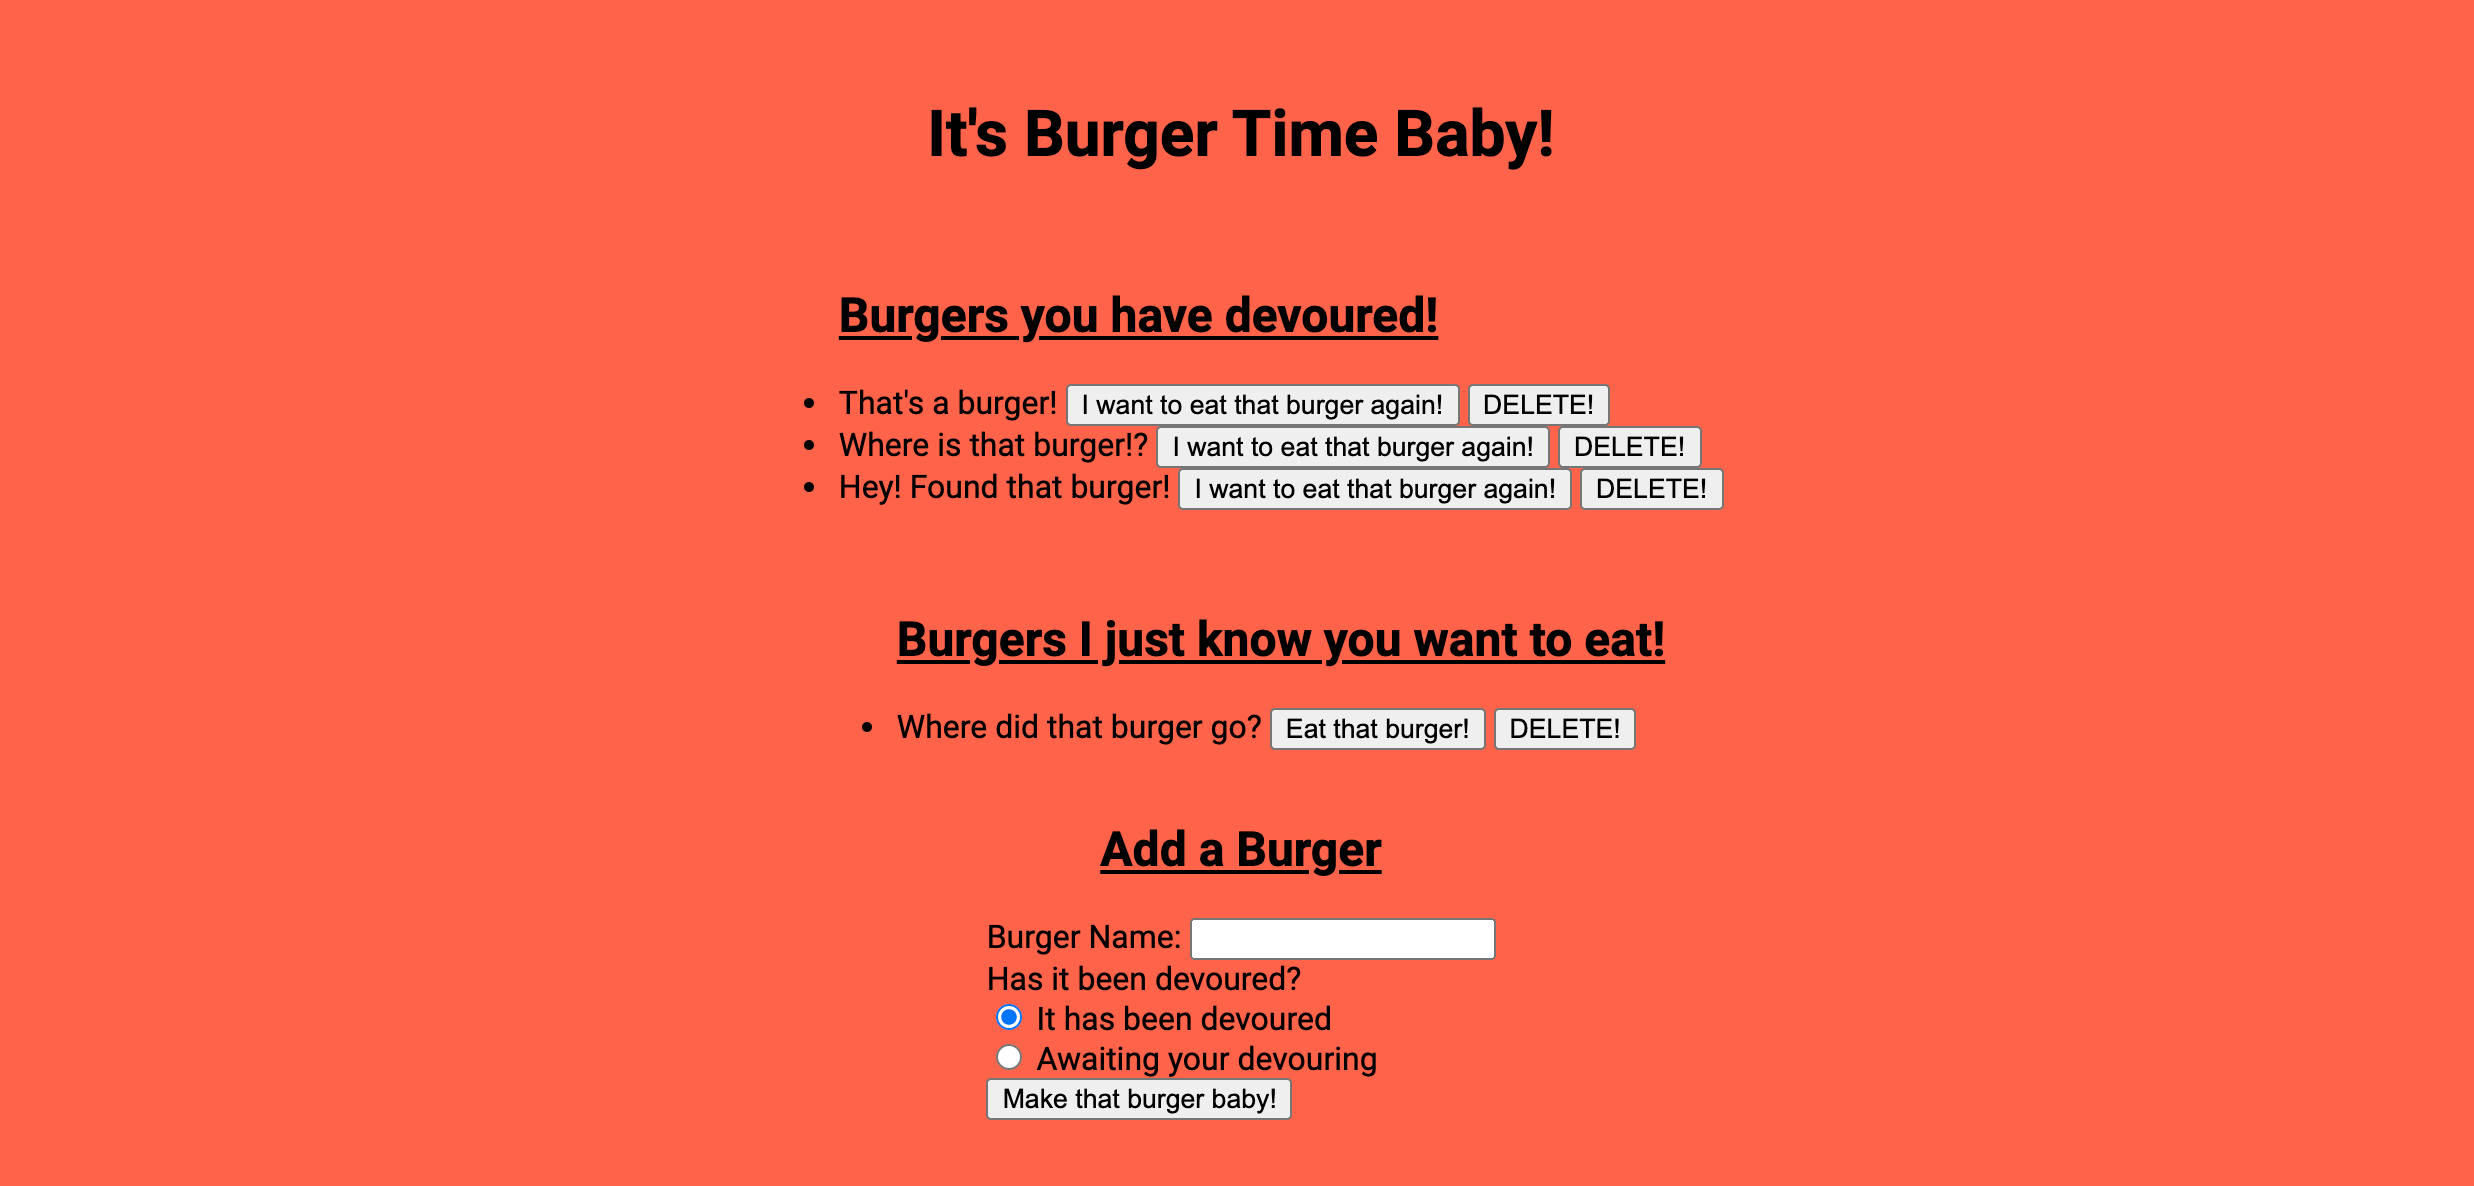 It's Burger Time Baby!
Burgers you have devoured!
That's a burger! I want to eat that burger again! DELETE!
Where is that burger!? I want to eat that burger again! DELETE!
Hey! Found that burger! I want to eat that burger again! DELETE!
Burgers I just know you want to eat!
Where did that burger go? Eat that burger! DELETE!
Add a Burger
Burger Name:
Has it been devoured?
It has been devoured
Awaiting your devouring
Make that burger baby!